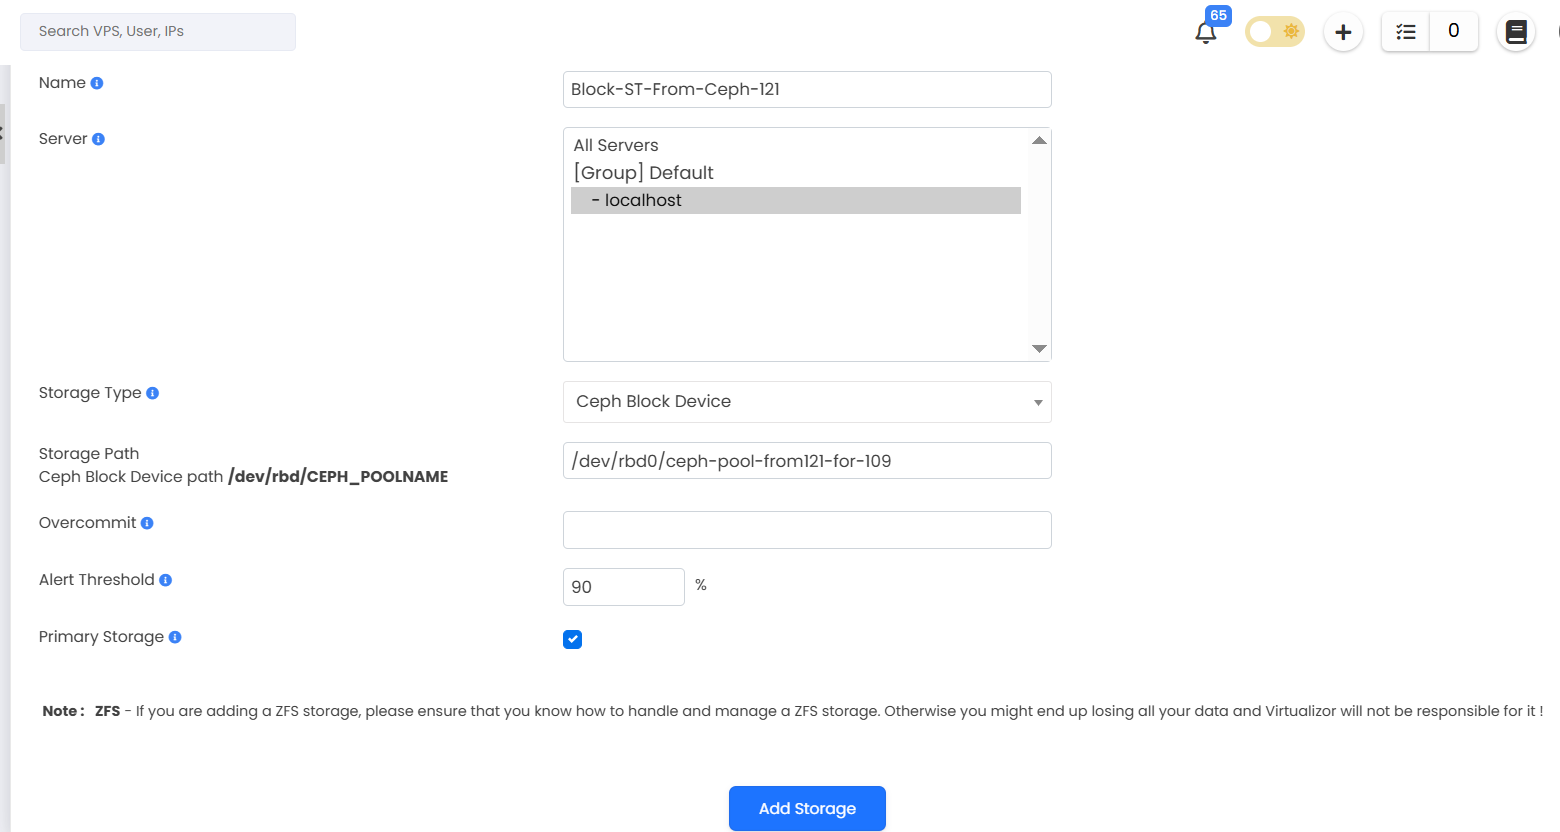 Search VPS, User, IPs
65
0
Name
Block-ST-From-Ceph-121
Server
All Servers
[Group] Default
- localhost
Storage Type
Ceph Block Device
Storage Path
Ceph Block Device path /dev/rbd/CEPH_POOLNAME
/dev/rbd0/ceph-pool-from121-for-109
Overcommit
Alert Threshold
90
%
Primary Storage
Note : ZFS - If you are adding a ZFS storage, please ensure that you know how to handle and manage a ZFS storage. Otherwise you might end up losing all your data and Virtualizor will not be responsible for it !
Add Storage